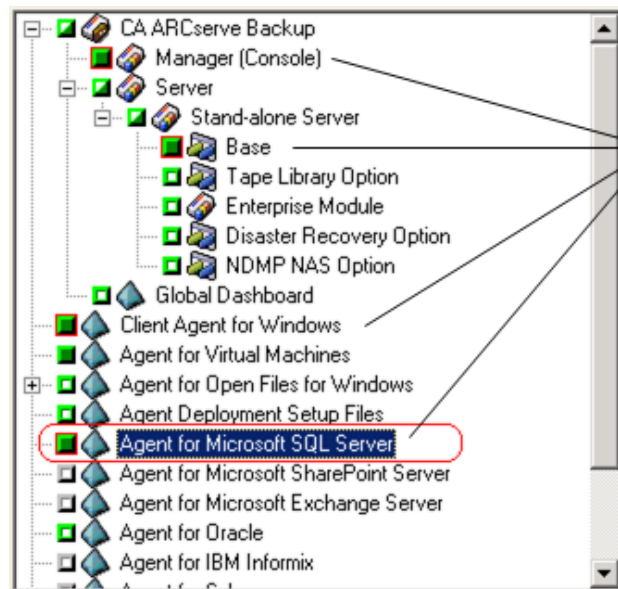 CA ARCserve Backup
Manager (Console)
Server
Stand-alone Server
Base
Tape Library Option
Enterprise Module
Disaster Recovery Option
NDMP NAS Option
Global Dashboard
Client Agent for Windows
Agent for Virtual Machines
Agent for Open Files for Windows
Agent Deployment Setup Files
Agent for Microsoft SQL Server
Agent for Microsoft SharePoint Server
Agent for Microsoft Exchange Server
Agent for Oracle
Agent for IBM Informix
Agent for